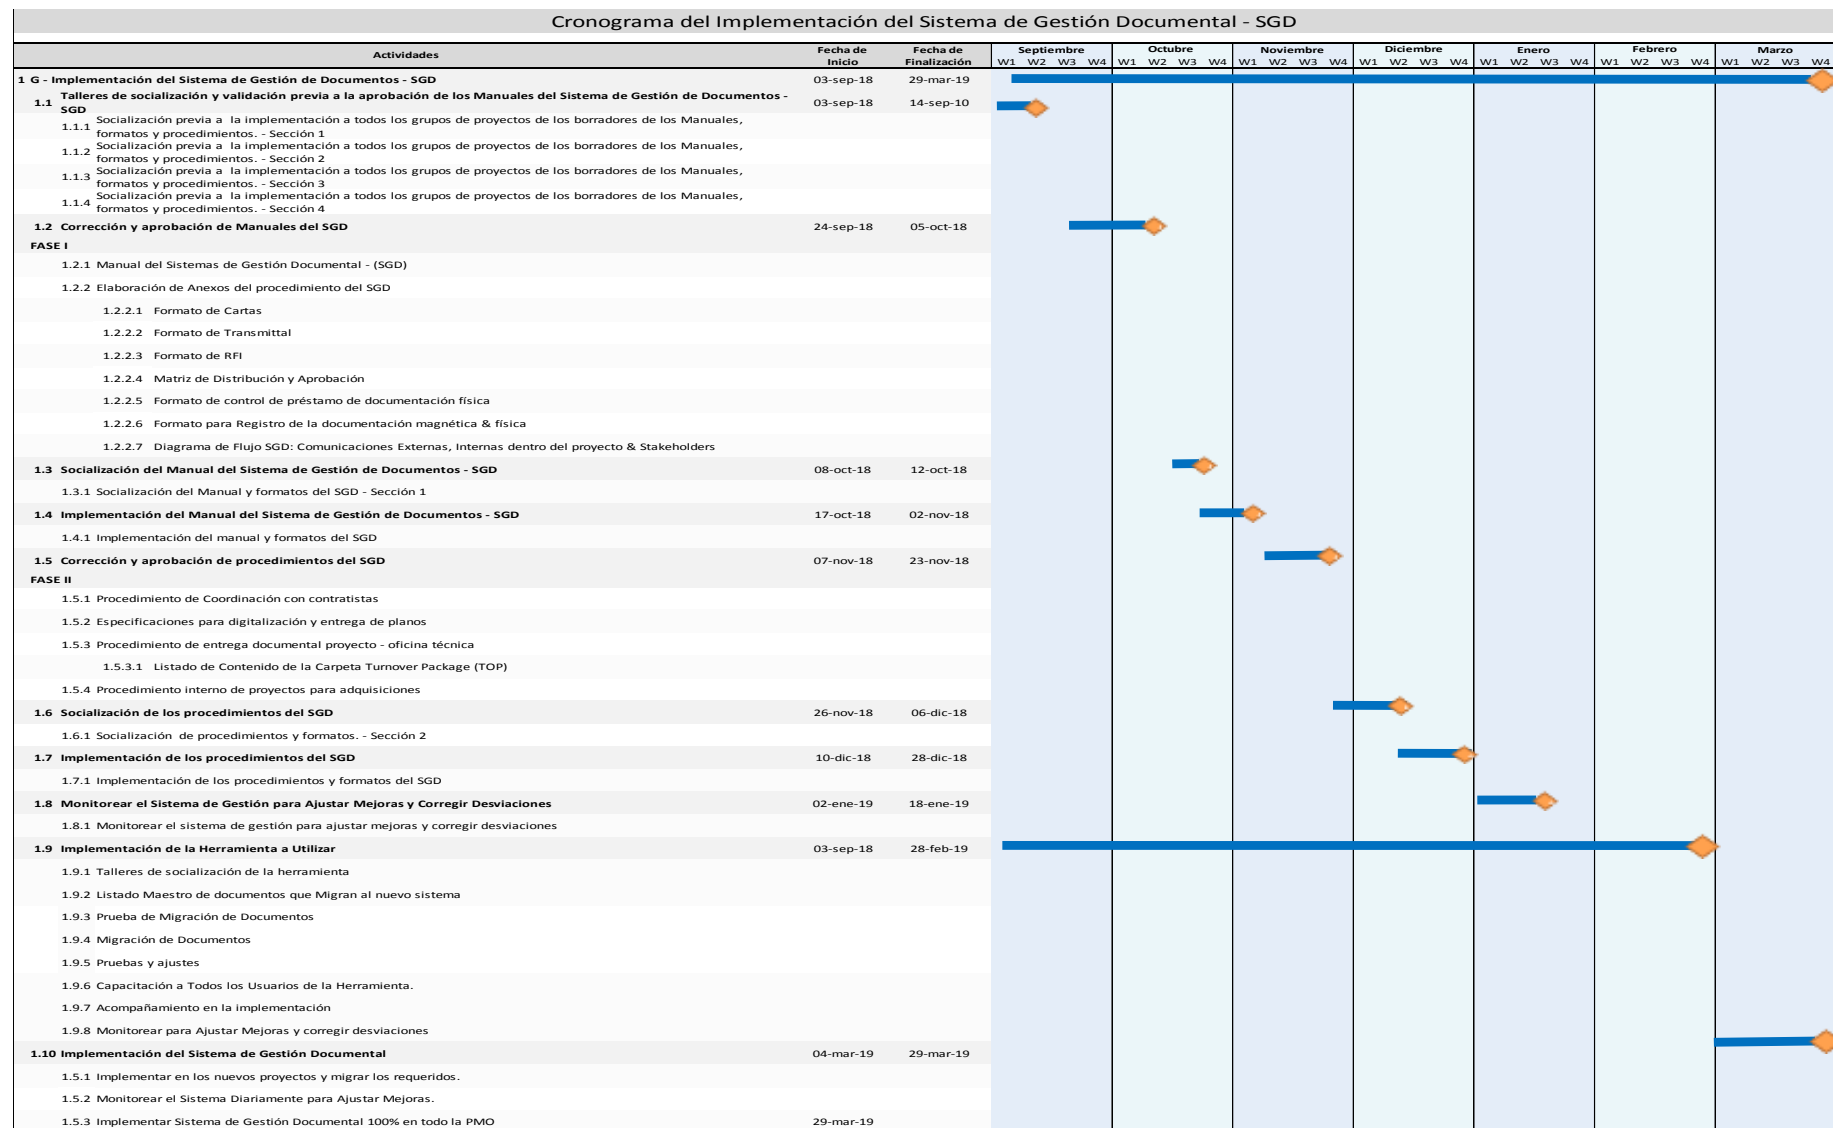 Cronograma del Implementación del Sistema de Gestión Documental - SGD
Actividades Fecha de Inicio Fecha de Finalización Septiembre Octubre Noviembre Diciembre Enero Febrero Marzo
W1 W2 W3 W4 W1 W2 W3 W4 W1 W2 W3 W4 W1 W2 W3 W4 W1 W2 W3 W4 W1 W2 W3 W4 W1 W2 W3 W4
1 G - Implementación del Sistema de Gestión de Documentos - SGD 03-sep-18 29-mar-19
1.1 Talleres de socialización y validación previa a la aprobación de los Manuales del Sistema de Gestión de Documentos -
SGD 03-sep-18 14-sep-10
1.1.1 Socialización previa a la implementación a todos los grupos de proyectos de los borradores de los Manuales,
formatos y procedimientos. - Sección 1
1.1.2 Socialización previa a la implementación a todos los grupos de proyectos de los borradores de los Manuales,
formatos y procedimientos. - Sección 2
1.1.3 Socialización previa a la implementación a todos los grupos de proyectos de los borradores de los Manuales,
formatos y procedimientos. - Sección 3
1.1.4 Socialización previa a la implementación a todos los grupos de proyectos de los borradores de los Manuales,
formatos y procedimientos. - Sección 4
1.2 Corrección y aprobación de Manuales del SGD 24-sep-18 05-oct-18
FASE I
1.2.1 Manual del Sistemas de Gestión Documental - (SGD)
1.2.2 Elaboración de Anexos del procedimiento del SGD
1.2.2.1 Formato de Cartas
1.2.2.2 Formato de Transmittal
1.2.2.3 Formato de RFI
1.2.2.4 Matriz de Distribución y Aprobación
1.2.2.5 Formato de control de préstamo de documentación física
1.2.2.6 Formato para Registro de la documentación magnética & física
1.2.2.7 Diagrama de Flujo SGD: Comunicaciones Externas, Internas dentro del proyecto & Stakeholders
1.3 Socialización del Manual del Sistema de Gestión de Documentos - SGD 08-oct-18 12-oct-18
1.3.1 Socialización del Manual y formatos del SGD - Sección 1
1.4 Implementación del Manual del Sistema de Gestión de Documentos - SGD 17-oct-18 02-nov-18
1.4.1 Implementación del manual y formatos del SGD
1.5 Corrección y aprobación de procedimientos del SGD 07-nov-18 23-nov-18
FASE II
1.5.1 Procedimiento de Coordinación con contratistas
1.5.2 Especificaciones para digitalización y entrega de planos
1.5.3 Procedimiento de entrega documental proyecto - oficina técnica
1.5.3.1 Listado de Contenido de la Carpeta Turnover Package (TOP)
1.5.4 Procedimiento interno de proyectos para adquisiciones
1.6 Socialización de los procedimientos del SGD 26-nov-18 06-dic-18
1.6.1 Socialización de procedimientos y formatos. - Sección 2
1.7 Implementación de los procedimientos del SGD 10-dic-18 28-dic-18
1.7.1 Implementación de los procedimientos y formatos del SGD
1.8 Monitorear el Sistema de Gestión para Ajustar Mejoras y Corregir Desviaciones 02-ene-19 18-ene-19
1.8.1 Monitorear el sistema de gestión para ajustar mejoras y corregir desviaciones
1.9 Implementación de la Herramienta a Utilizar 03-sep-18 28-feb-19
1.9.1 Talleres de socialización de la herramienta
1.9.2 Listado Maestro de documentos que Migran al nuevo sistema
1.9.3 Prueba de Migración de Documentos
1.9.4 Migración de Documentos
1.9.5 Pruebas y ajustes
1.9.6 Capacitación a Todos los Usuarios de la Herramienta.
1.9.7 Acompañamiento en la implementación
1.9.8 Monitorear para Ajustar Mejoras y corregir desviaciones
1.10 Implementación del Sistema de Gestión Documental 04-mar-19 29-mar-19
1.5.1 Implementar en los nuevos proyectos y migrar los requeridos.
1.5.2 Monitorear el Sistema Diariamente para Ajustar Mejoras.
1.5.3 Implementar Sistema de Gestión Documental 100% en todo la PMO 29-mar-19